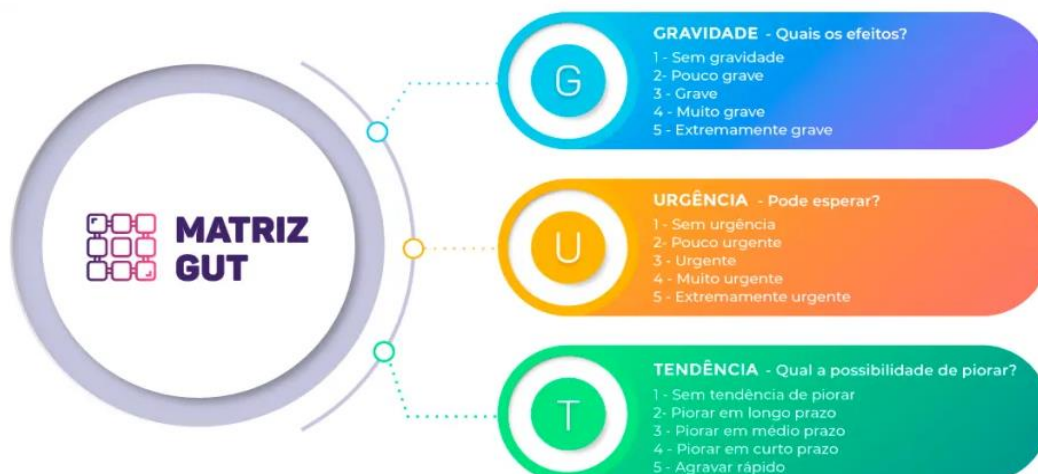 MATRIZ
GUT
G
GRAVIDADE - Quais os efeitos?
1 - Sem gravidade
2- Pouco grave
3 - Grave
4 - Muito grave
5 - Extremamente grave
U
URGÊNCIA - Pode esperar?
1 - Sem urgência
2- Pouco urgente
3 - Urgente
4 - Muito urgente
5 - Extremamente urgente
T
TENDÊNCIA - Qual a possibilidade de piorar?
1 - Sem tendência de piorar
2- Piorar em longo prazo
3 - Piorar em médio prazo
4 - Piorar em curto prazo
5 - Agravar rápido